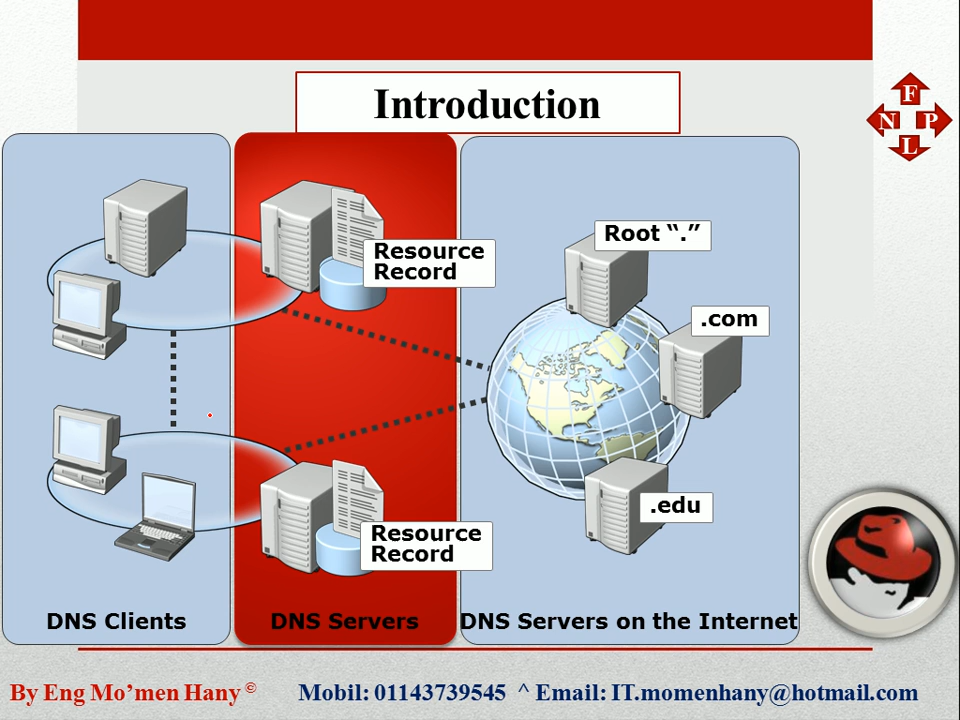 Introduction
F
N P
L
Resource
Record
Root “.”
.com
.edu
Resource
Record
DNS Clients
DNS Servers
DNS Servers on the Internet
By Eng Mo’men Hany ©
Mobil: 01143739545 ^ Email: IT.momenhany@hotmail.com